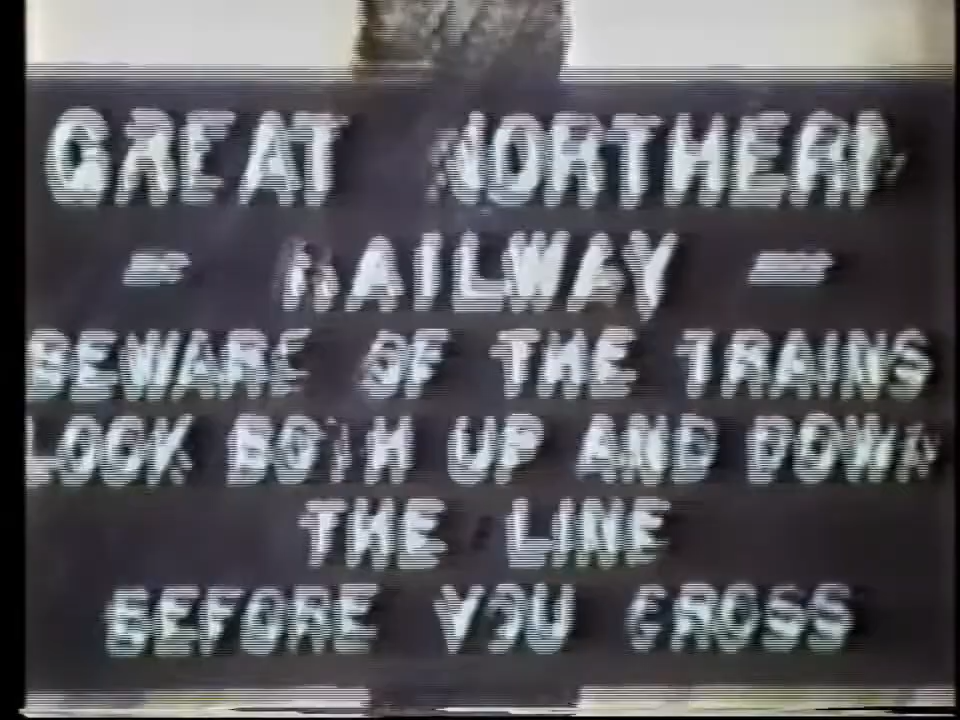 GREAT NORTHERN
- RAILWAY -
BEWARE OF THE TRAINS
LOOK BOTH UP AND DOWN
THE LINE
BEFORE YOU CROSS